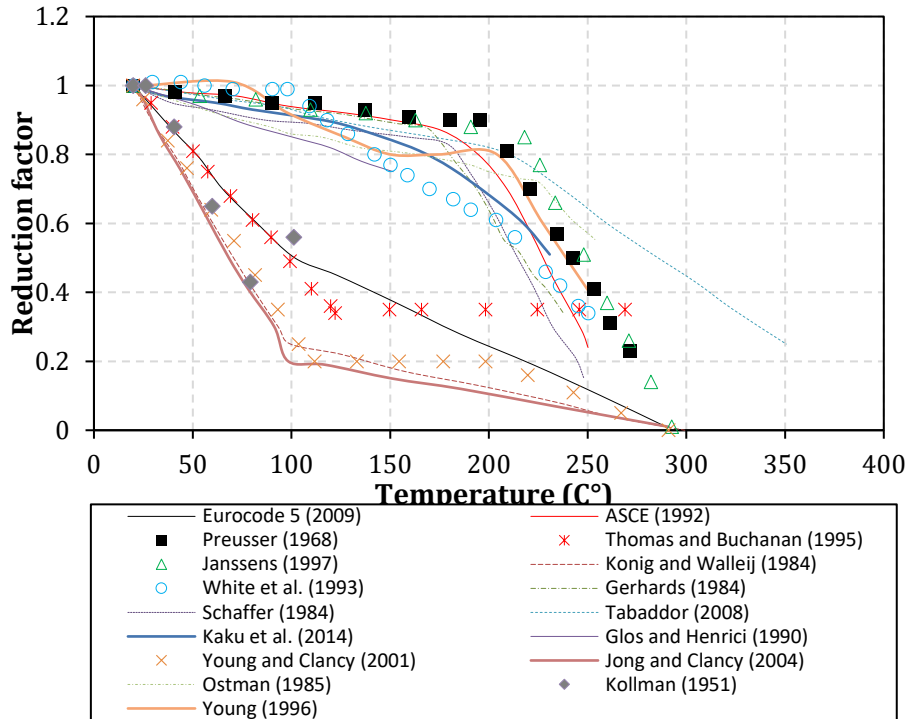 1.2
1
0.8
0.6
0.4
0.2
0
Reduction factor
0 50 100 150 200 250 300 350 400
Temperature (C°)
Eurocode 5 (2009) ASCE (1992)
Preusser (1968) Thomas and Buchanan (1995)
Janssens (1997) Konig and Walleij (1984)
White et al. (1993) Gerhards (1984)
Schaffer (1984) Tabaddor (2008)
Kaku et al. (2014) Glos and Henrici (1990)
Young and Clancy (2001) Jong and Clancy (2004)
Ostman (1985) Kollman (1951)
Young (1996)